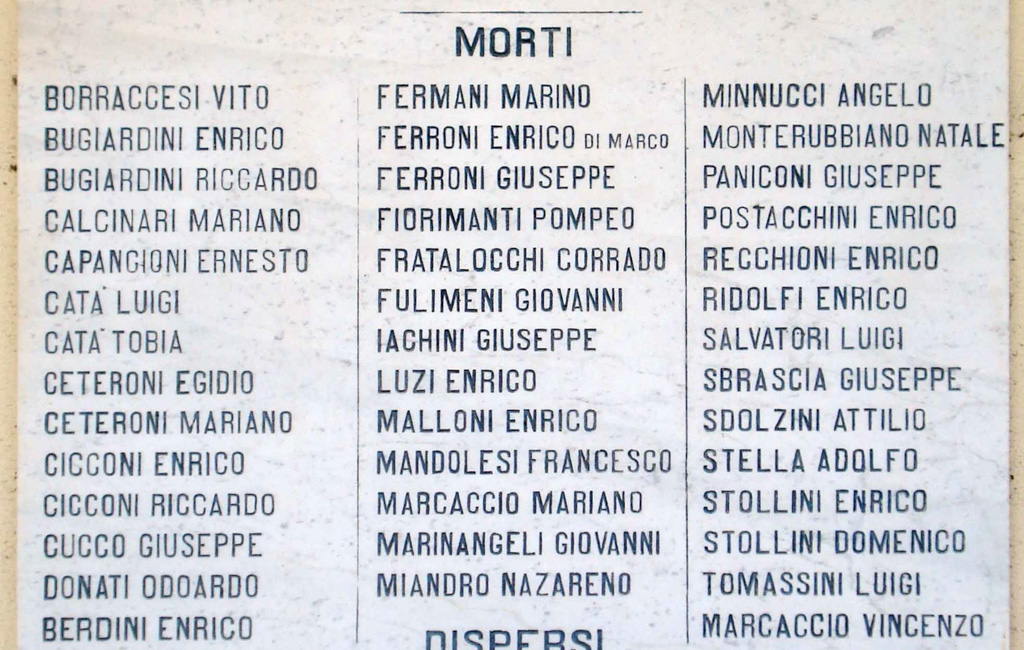 MORTI
BORRACCESI VITO
BUGIARDINI ENRICO
BUGIARDINI RICCARDO
CALCINARI MARIANO
CAPANCIONI ERNESTO
CATA' LUIGI
CATA' TOBIA
CETERONI EGIDIO
CETERONI MARIANO
CICCONI ENRICO
CICCONI RICCARDO
CUCCO GIUSEPPE
DONATI ODOARDO
BERDINI ENRICO
FERMANI MARINO
FERRONI ENRICO DI MARCO
FERRONI GIUSEPPE
FIORIMANTI POMPEO
FRATALOCCHI CORRADO
FULIMENI GIOVANNI
IACHINI GIUSEPPE
LUZI ENRICO
MALLONI ENRICO
MANDOLESI FRANCESCO
MARCACCIO MARIANO
MARINANGELI GIOVANNI
MIANDRO NAZARENO
MINNUCCI ANGELO
MONTERUBBIANO NATALE
PANICONI GIUSEPPE
POSTACCHINI ENRICO
RECCHIONI ENRICO
RIDOLFI ENRICO
SALVATORI LUIGI
SBRASCIA GIUSEPPE
SDOLZINI ATTILIO
STELLA ADOLFO
STOLLINI ENRICO
STOLLINI DOMENICO
TOMASSINI LUIGI
MARCACCIO VINCENZO
DISPERSI